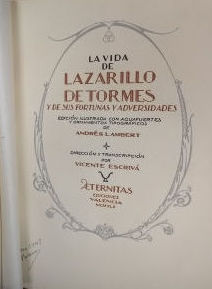 LA VIDA
DE
LAZARILLO
DE TORMES
Y DE SUS FORTUNAS Y ADVERSIDADES
EDICIÓN ILUSTRADA CON AGUAFUERTES
Y ORNAMENTOS TIPOGRÁFICOS
DE
ANDRÉS LAMBERT
DIRECCIÓN Y TRANSCRIPCIÓN
POR
VICENTE ESCRIVÁ
ÆTERNITAS
EDICIONES
VALENCIA